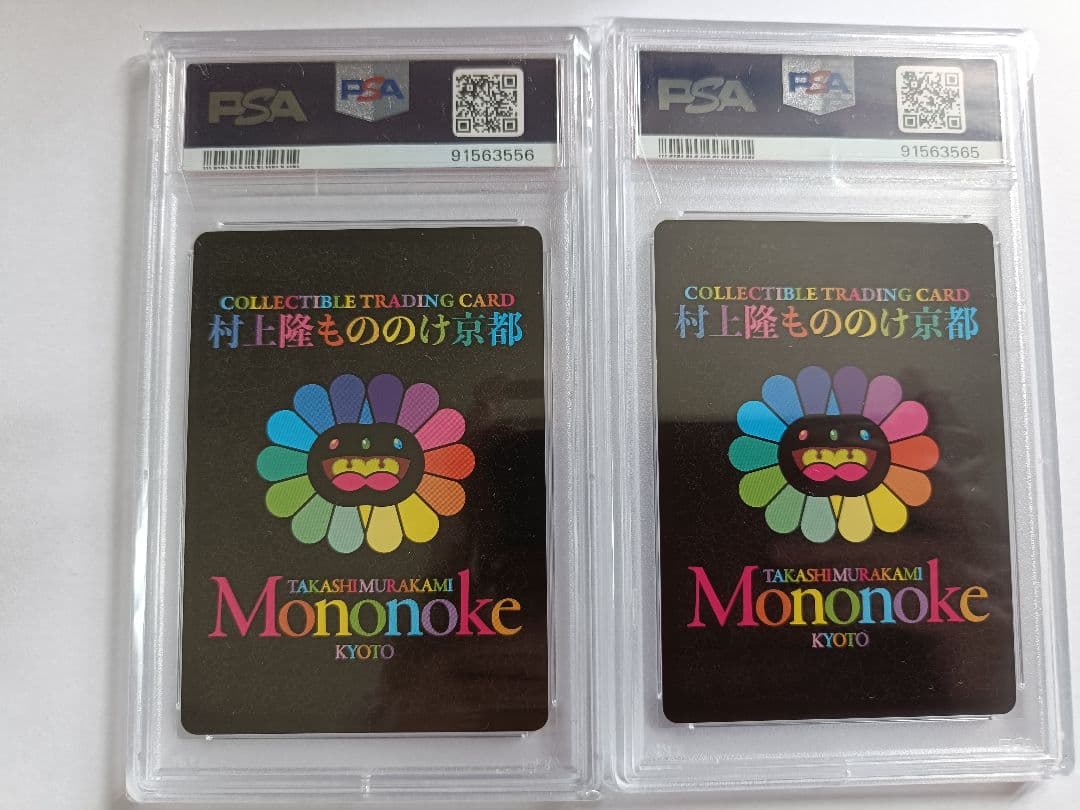 PSA
PSA
91563556
COLLECTIBLE TRADING CARD
村上隆もののけ京都
TAKASHI MURAKAMI
Mononoke
KYOTO
PSA
PSA
91563565
COLLECTIBLE TRADING CARD
村上隆もののけ京都
TAKASHI MURAKAMI
Mononoke
KYOTO